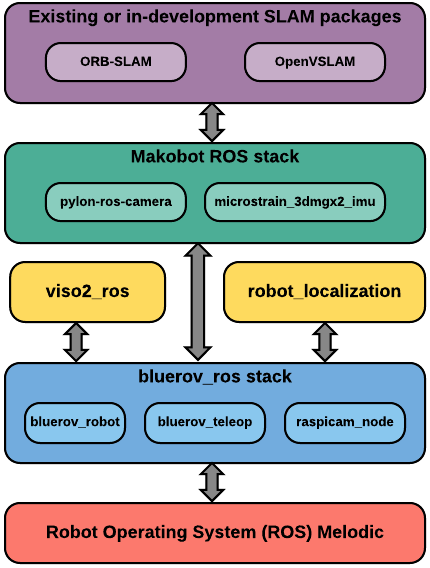 Existing or in-development SLAM packages
ORB-SLAM
OpenVSLAM
Makobot ROS stack
pylon-ros-camera
microstrain_3dmgx2_imu
viso2_ros
robot_localization
bluerov_ros stack
bluerov_robot
bluerov_teleop
raspicam_node
Robot Operating System (ROS) Melodic